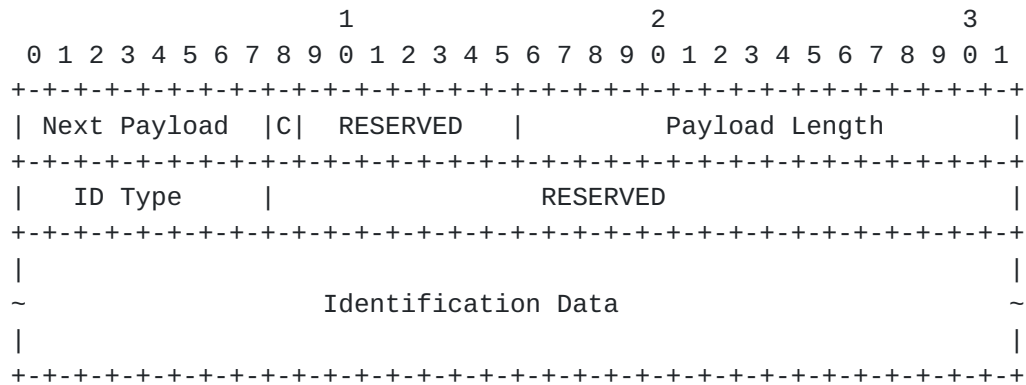 1                   2                   3
 0 1 2 3 4 5 6 7 8 9 0 1 2 3 4 5 6 7 8 9 0 1 2 3 4 5 6 7 8 9 0 1
+-+-+-+-+-+-+-+-+-+-+-+-+-+-+-+-+-+-+-+-+-+-+-+-+-+-+-+-+-+-+-+-+
| Next Payload  |C|  RESERVED   |         Payload Length        |
+-+-+-+-+-+-+-+-+-+-+-+-+-+-+-+-+-+-+-+-+-+-+-+-+-+-+-+-+-+-+-+-+
|   ID Type     |                 RESERVED                      |
+-+-+-+-+-+-+-+-+-+-+-+-+-+-+-+-+-+-+-+-+-+-+-+-+-+-+-+-+-+-+-+-+
|                                                               |
~                   Identification Data                         ~
|                                                               |
+-+-+-+-+-+-+-+-+-+-+-+-+-+-+-+-+-+-+-+-+-+-+-+-+-+-+-+-+-+-+-+-+